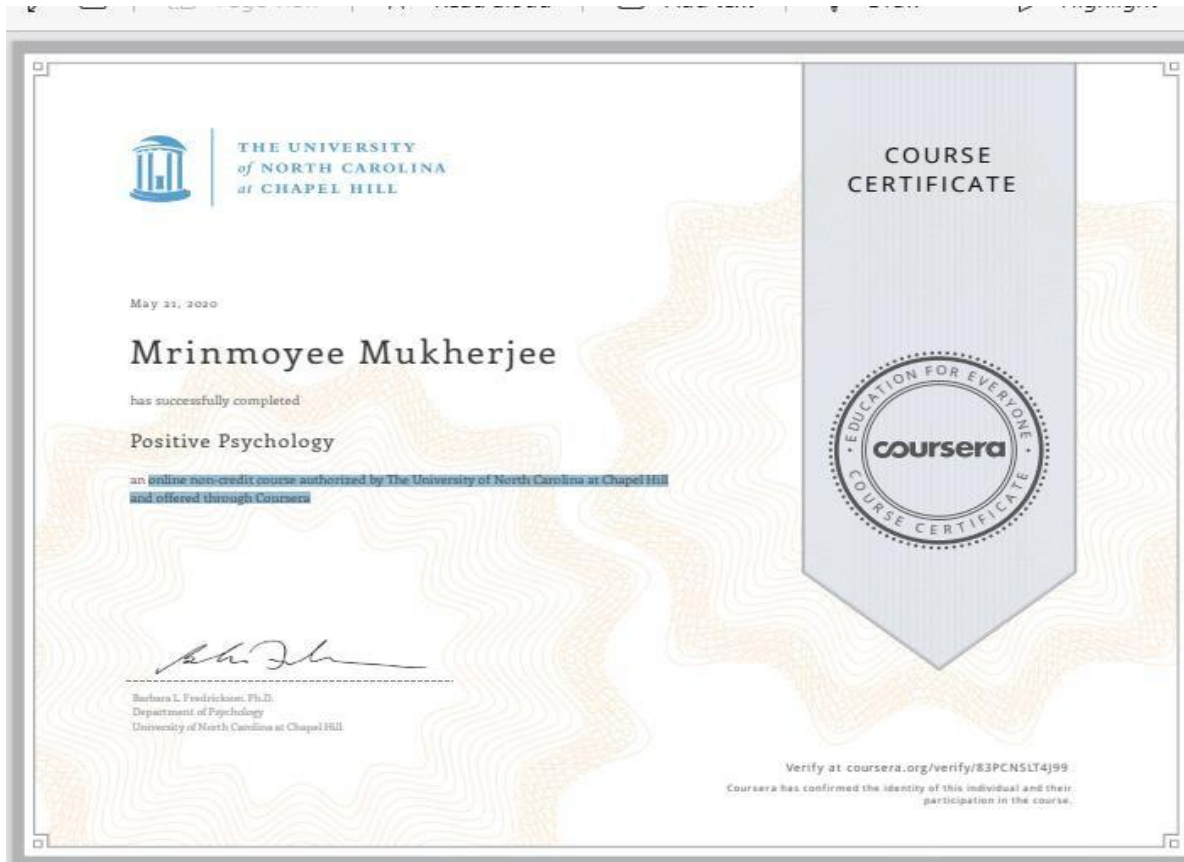 THE UNIVERSITY
of NORTH CAROLINA
at CHAPEL HILL
COURSE
CERTIFICATE
May 21, 2020
Mrinmoyee Mukherjee
has successfully completed
Positive Psychology
an online non-credit course authorized by The University of North Carolina at Chapel Hill
and offered through Coursera
EDUCATION FOR EVERYONE
coursera
COURSE CERTIFICATE
Barbara L. Fredrickson, Ph.D.
Department of Psychology
University of North Carolina at Chapel Hill
Verify at coursera.org/verify/83PCNSLT4J99
Coursera has confirmed the identity of this individual and their
participation in the course.